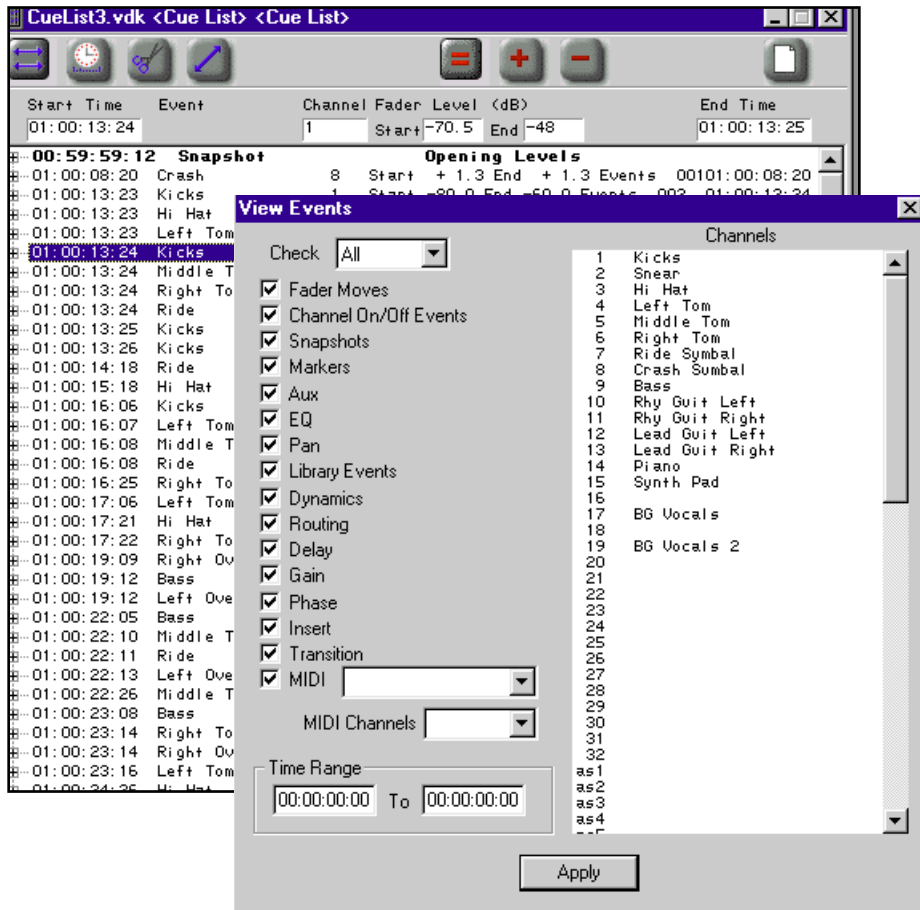 CueList3.vdk <Cue List> <Cue List>
Start Time Event Channel Fader Level (dB) End Time
01:00:13:24 1 Start -70.5 End -48 01:00:13:25
00:59:59:12 Snapshot Opening Levels
01:00:08:20 Crash 8 Start + 1.3 End + 1.3 Events 00101:00:08:20
01:00:13:23 Kicks 1 Start -80.0 End -60.0 Events 003 01:00:13:24
01:00:13:23 Hi Hat
01:00:13:23 Left Tom
01:00:13:24 Kicks
01:00:13:24 Middle T
01:00:13:24 Right To
01:00:13:24 Ride
01:00:13:25 Kicks
01:00:13:26 Kicks
01:00:14:18 Ride
01:00:15:18 Hi Hat
01:00:16:06 Kicks
01:00:16:07 Left Tom
01:00:16:08 Middle T
01:00:16:08 Ride
01:00:16:25 Right To
01:00:17:06 Left Tom
01:00:17:21 Hi Hat
01:00:17:22 Right To
01:00:19:09 Right Ov
01:00:19:12 Bass
01:00:19:12 Left Ove
01:00:22:05 Bass
01:00:22:10 Middle T
01:00:22:11 Ride
01:00:22:13 Left Ove
01:00:22:26 Middle T
01:00:23:08 Bass
01:00:23:14 Right To
01:00:23:14 Right Ov
01:00:23:16 Left Tom
View Events
Check All
Fader Moves
Channel On/Off Events
Snapshots
Markers
Aux
EQ
Pan
Library Events
Dynamics
Routing
Delay
Gain
Phase
Insert
Transition
MIDI
MIDI Channels
Time Range
00:00:00:00 To 00:00:00:00
Channels
1 Kicks
2 Snear
3 Hi Hat
4 Left Tom
5 Middle Tom
6 Right Tom
7 Ride Symbal
8 Crash Sumbal
9 Bass
10 Rhy Guit Left
11 Rhy Guit Right
12 Lead Guit Left
13 Lead Guit Right
14 Piano
15 Synth Pad
16
17 BG Vocals
18
19 BG Vocals 2
20
21
22
23
24
25
26
27
28
29
30
31
32
as1
as2
as3
as4
Apply